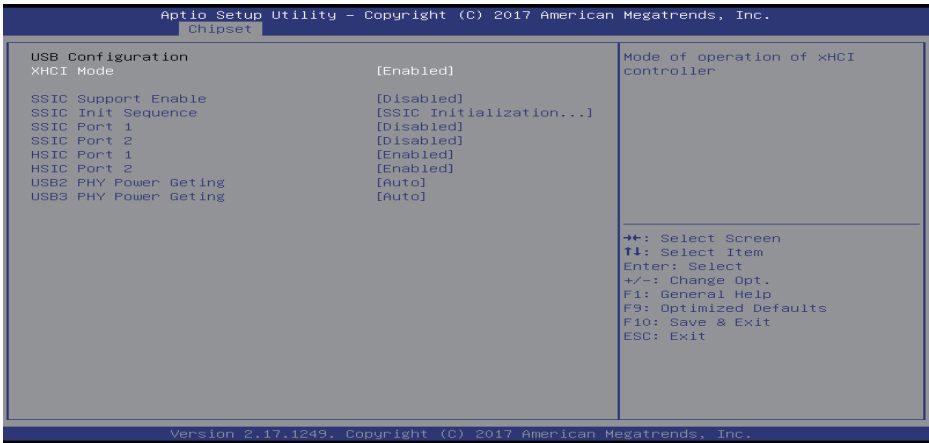 Aptio Setup Utility – Copyright (C) 2017 American Megatrends, Inc.
Chipset
USB Configuration
XHCI Mode [Enabled]
SSIC Support Enable [Disabled]
SSIC Init Sequence [SSIC Initialization...]
SSIC Port 1 [Disabled]
SSIC Port 2 [Disabled]
HSIC Port 1 [Enabled]
HSIC Port 2 [Enabled]
USB2 PHY Power Geting [Auto]
USB3 PHY Power Geting [Auto]
Mode of operation of xHCI
controller
→←: Select Screen
↑↓: Select Item
Enter: Select
+/-: Change Opt.
F1: General Help
F9: Optimized Defaults
F10: Save & Exit
ESC: Exit
Version 2.17.1249. Copyright (C) 2017 American Megatrends, Inc.